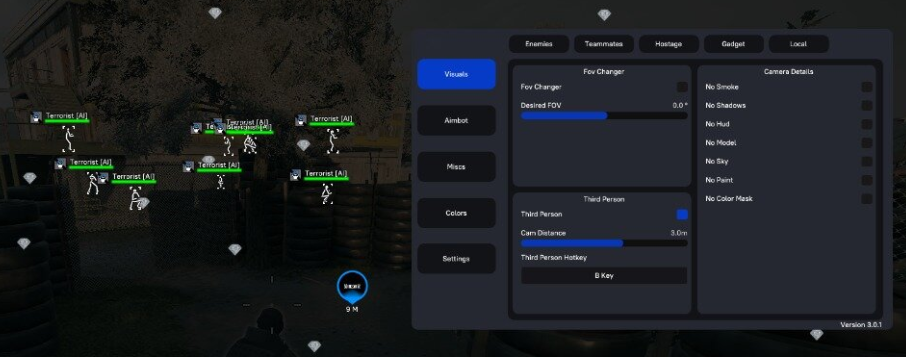 Enemies
Teammates
Hostage
Gadget
Local
Visuals
Aimbot
Miscs
Colors
Settings
Fov Changer
Fov Changer
Desired FOV
0.0 °
Third Person
Third Person
Cam Distance
3.0m
Third Person Hotkey
B Key
Camera Details
No Smoke
No Shadows
No Hud
No Model
No Sky
No Paint
No Color Mask
Version 3.0.1
Terrorist [AI]
Terrorist [AI]
Terrorist [AI]
Terrorist [AI]
Terrorist [AI]
Terrorist [AI]
Terrorist [AI]
9 M